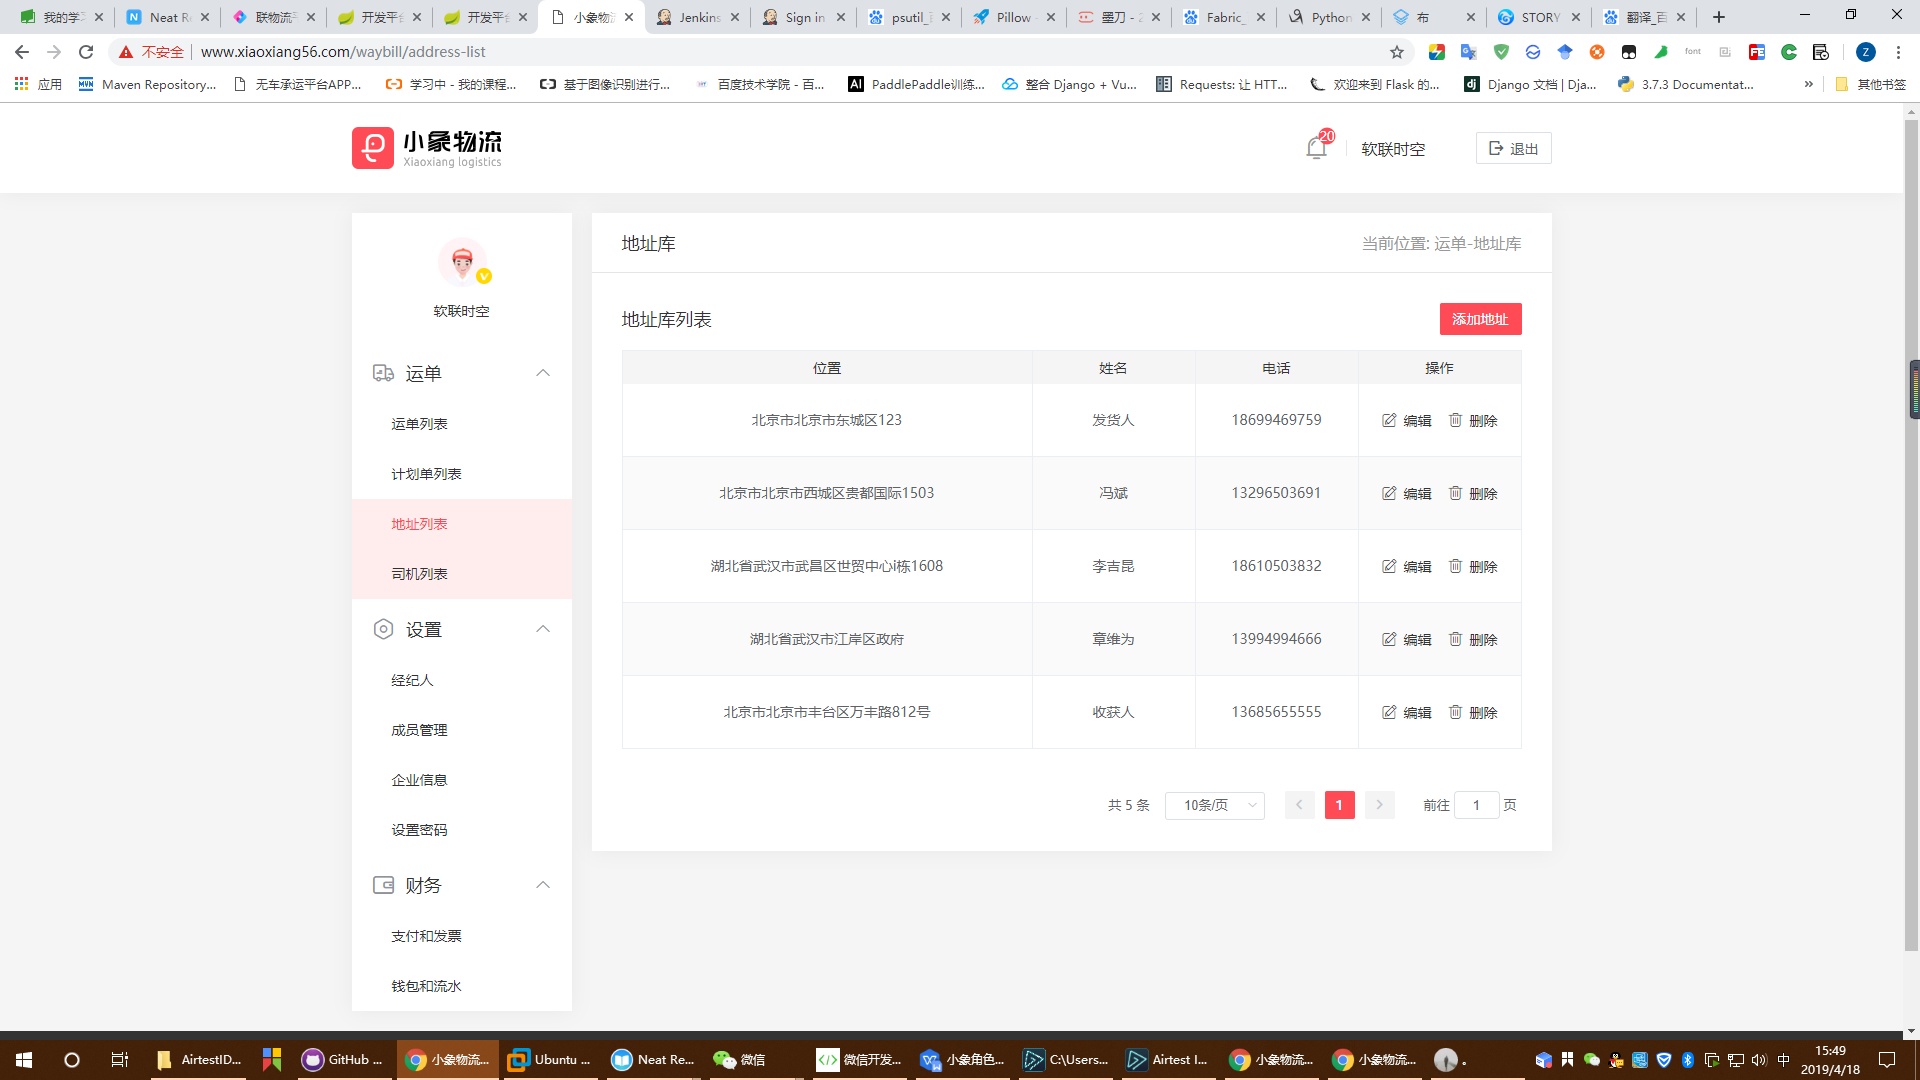 我的学
Neat R
联物流平
开发平台
开发平台
小象物流
Jenkins
Sign in
psutil_
Pillow
墨刀 - 2
Fabric_
Python
布
STORY
翻译_百
不安全 www.xiaoxiang56.com/waybill/address-list
应用
Maven Repository...
无车承运平台APP...
学习中 - 我的课程...
基于图像识别进行...
百度技术学院 - 百...
PaddlePaddle训练...
整合 Django + Vu...
Requests: 让 HTT...
欢迎来到 Flask 的...
Django 文档 | Dja...
3.7.3 Documentat...
其他书签
小象物流
Xiaoxiang logistics
20
软联时空
退出
软联时空
运单
运单列表
计划单列表
地址列表
司机列表
设置
经纪人
成员管理
企业信息
设置密码
财务
支付和发票
钱包和流水
地址库
当前位置: 运单-地址库
地址库列表
添加地址
位置 姓名 电话 操作
北京市北京市东城区123 发货人 18699469759 编辑 删除
北京市北京市西城区贵都国际1503 冯斌 13296503691 编辑 删除
湖北省武汉市武昌区世贸中心i栋1608 李吉昆 18610503832 编辑 删除
湖北省武汉市江岸区政府 章维为 13994994666 编辑 删除
北京市北京市丰台区万丰路812号 收获人 13685655555 编辑 删除
共 5 条 10条/页 1 前往 1 页
AirtestID...
GitHub ...
小象物流...
Ubuntu ...
Neat Re...
微信
微信开发...
小象角色...
C:\Users...
Airtest I...
小象物流...
小象物流...
中
15:49
2019/4/18